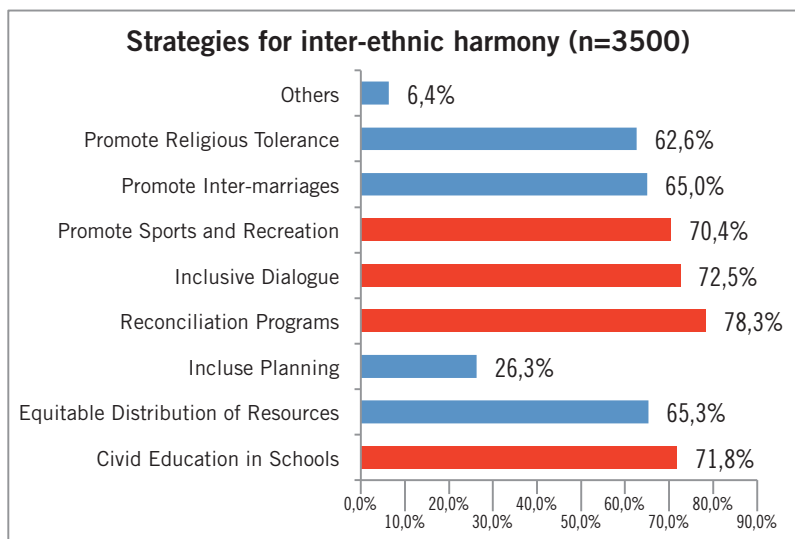 Strategies for inter-ethnic harmony (n=3500)
Others 6,4%
Promote Religious Tolerance 62,6%
Promote Inter-marriages 65,0%
Promote Sports and Recreation 70,4%
Inclusive Dialogue 72,5%
Reconciliation Programs 78,3%
Incluse Planning 26,3%
Equitable Distribution of Resources 65,3%
Civid Education in Schools 71,8%
0,0% 20,0% 40,0% 60,0% 80,0%
10,0% 30,0% 50,0% 70,0% 90,0%